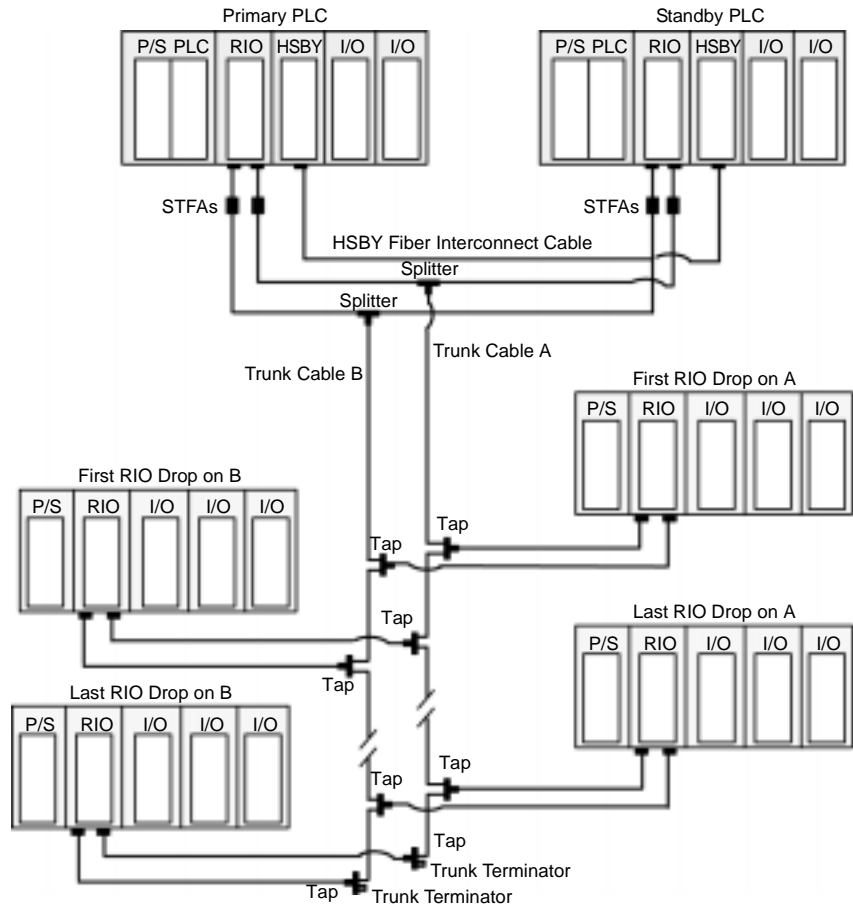 Primary PLC
Standby PLC
P/S PLC RIO HSBY I/O I/O
P/S PLC RIO HSBY I/O I/O
STFAs
STFAs
HSBY Fiber Interconnect Cable
Splitter
Splitter
Trunk Cable A
Trunk Cable B
First RIO Drop on A
P/S RIO I/O I/O I/O
First RIO Drop on B
P/S RIO I/O I/O I/O
Tap
Tap
Tap
Last RIO Drop on A
P/S RIO I/O I/O I/O
Tap
Last RIO Drop on B
P/S RIO I/O I/O I/O
Tap
Tap
Tap
Trunk Terminator
Tap
Trunk Terminator